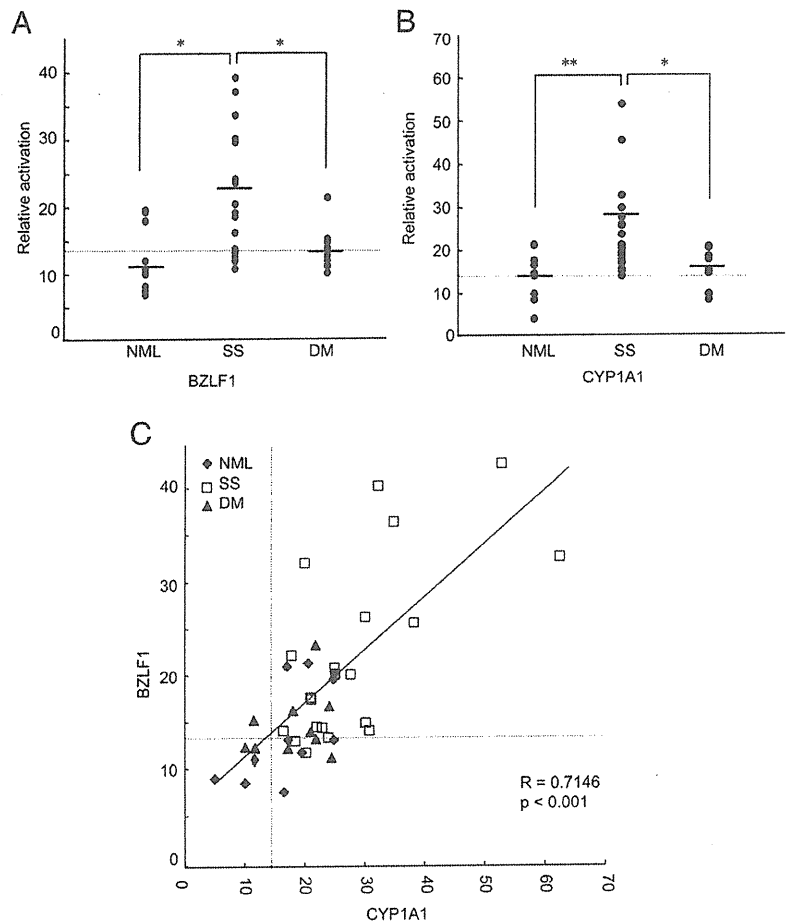 A
*
*
40
30
20
10
0
Relative activation
NML SS DM
BZLF1
B
**
*
70
60
50
40
30
20
10
0
Relative activation
NML SS DM
CYP1A1
C
NML
SS
DM
40
30
20
10
0
BZLF1
R = 0.7146
p < 0.001
0 10 20 30 40 50 60 70
CYP1A1